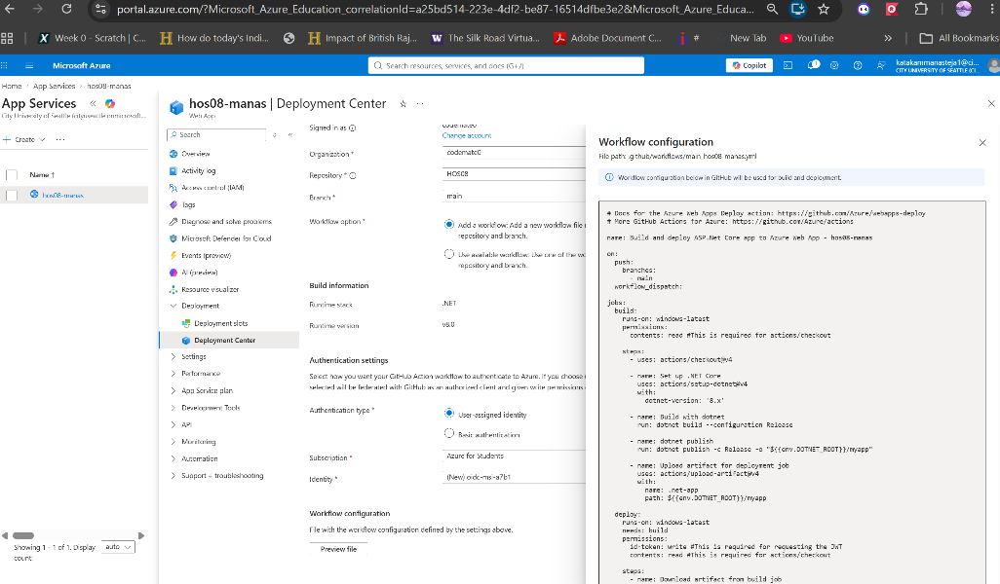 portal.azure.com/?Microsoft_Azure_Education_correlationId=a25bd514-223e-4df2-be87-16514dfbe3e2&Microsoft_Azure_Educa...
Week 0 - Scratch | C...
How do today's Indi...
Impact of British Raj...
The Silk Road Virtua...
Adobe Document C...
#
New Tab
YouTube
»
All Bookmarks
Microsoft Azure
Search resources, services, and docs (G+/)
Copilot
1
katakammanasteja1@ci...
CITY UNIVERSITY OF SEATTLE (CI...
Home > App Services > hos08-manas
App Services
City University of Seattle (cityuseattle.onmicrosoft....
+ Create
...
Name ↑
hos08-manas
Showing 1 - 1 of 1. Display
count:
auto
hos08-manas | Deployment Center
Web App
Search
Overview
Activity log
Access control (IAM)
Tags
Diagnose and solve problems
Microsoft Defender for Cloud
Events (preview)
AI (preview)
Resource visualizer
Deployment
Deployment slots
Deployment Center
Settings
Performance
App Service plan
Development Tools
API
Monitoring
Automation
Support + troubleshooting
Signed in as
codemate0
Change account
Organization *
codemate0
Repository *
HOS08
Branch *
main
Workflow option *
Add a workflow: Add a new workflow file
repository and branch.
Use available workflow: Use one of the wo
repository and branch.
Build information
Runtime stack
.NET
Runtime version
v8.0
Authentication settings
Select how you want your GitHub Action workflow to authenticate to Azure. If you choose
selected will be federated with GitHub as an authorized client and given write permissions
Authentication type *
User-assigned identity
Basic authentication
Subscription *
Azure for Students
Identity *
(New) oidc-msi-a7b1
Workflow configuration
File with the workflow configuration defined by the settings above.
Preview file
Workflow configuration
File path: .github/workflows/main_hos08-manas.yml
Workflow configuration below in GitHub will be used for build and deployment.
# Docs for the Azure Web Apps Deploy action: https://github.com/Azure/webapps-deploy
# More GitHub Actions for Azure: https://github.com/Azure/actions
name: Build and deploy ASP.Net Core app to Azure Web App - hos08-manas
on:
push:
branches:
- main
workflow_dispatch:
jobs:
build:
runs-on: windows-latest
permissions:
contents: read #This is required for actions/checkout
steps:
- uses: actions/checkout@v4
- name: Set up .NET Core
uses: actions/setup-dotnet@v4
with:
dotnet-version: '8.x'
- name: Build with dotnet
run: dotnet build --configuration Release
- name: dotnet publish
run: dotnet publish -c Release -o "${{env.DOTNET_ROOT}}/myapp"
- name: Upload artifact for deployment job
uses: actions/upload-artifact@v4
with:
name: .net-app
path: ${{env.DOTNET_ROOT}}/myapp
deploy:
runs-on: windows-latest
needs: build
permissions:
id-token: write #This is required for requesting the JWT
contents: read #This is required for actions/checkout
steps:
- name: Download artifact from build job